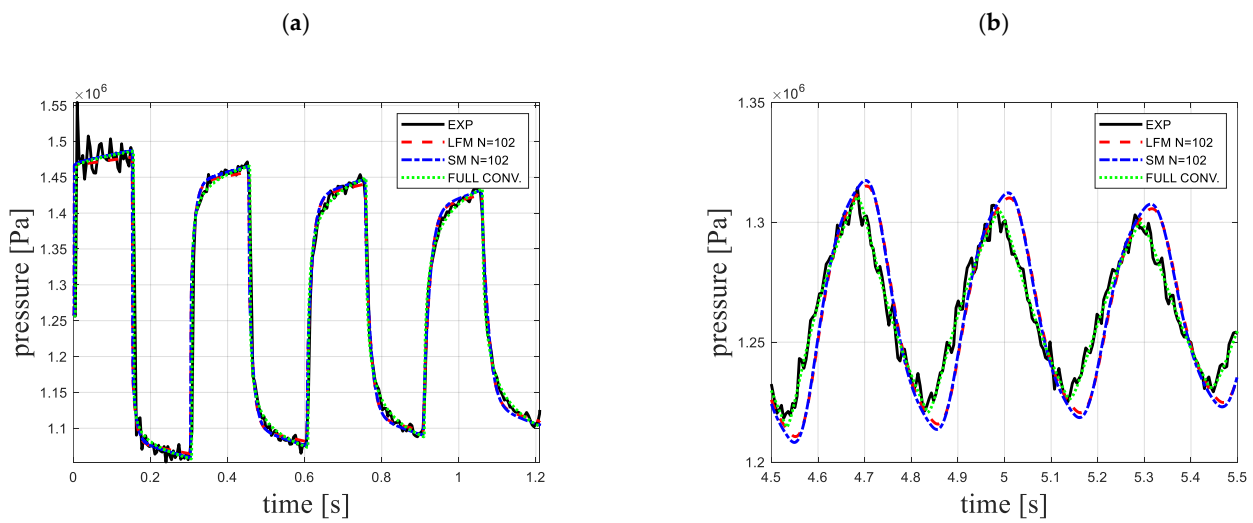 (a)
×10⁶
1.55
1.5
1.45
1.4
1.35
1.3
1.25
1.2
1.15
1.1
pressure [Pa]
EXP
LFM N=102
SM N=102
FULL CONV.
0 0.2 0.4 0.6 0.8 1 1.2
time [s]
(b)
×10⁶
1.35
1.3
1.25
1.2
pressure [Pa]
EXP
LFM N=102
SM N=102
FULL CONV.
4.5 4.6 4.7 4.8 4.9 5 5.1 5.2 5.3 5.4 5.5
time [s]